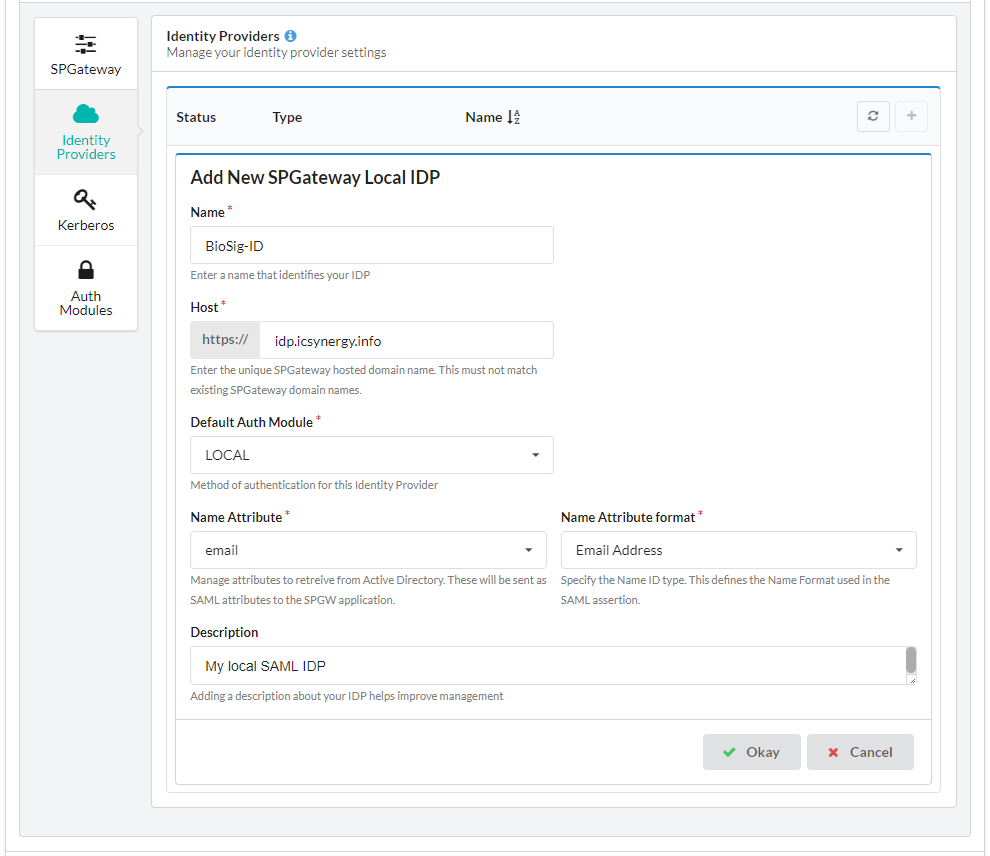 SPGateway
Identity
Providers
Kerberos
Auth
Modules
Identity Providers
Manage your identity provider settings
Status Type Name
Add New SPGateway Local IDP
Name *
BioSig-ID
Enter a name that identifies your IDP
Host *
https:// idp.icsynergy.info
Enter the unique SPGateway hosted domain name. This must not match
existing SPGateway domain names.
Default Auth Module *
LOCAL
Method of authentication for this Identity Provider
Name Attribute *
email
Manage attributes to retreive from Active Directory. These will be sent as
SAML attributes to the SPGW application.
Name Attribute format *
Email Address
Specify the Name ID type. This defines the Name Format used in the
SAML assertion.
Description
My local SAML IDP
Adding a description about your IDP helps improve management
Okay Cancel